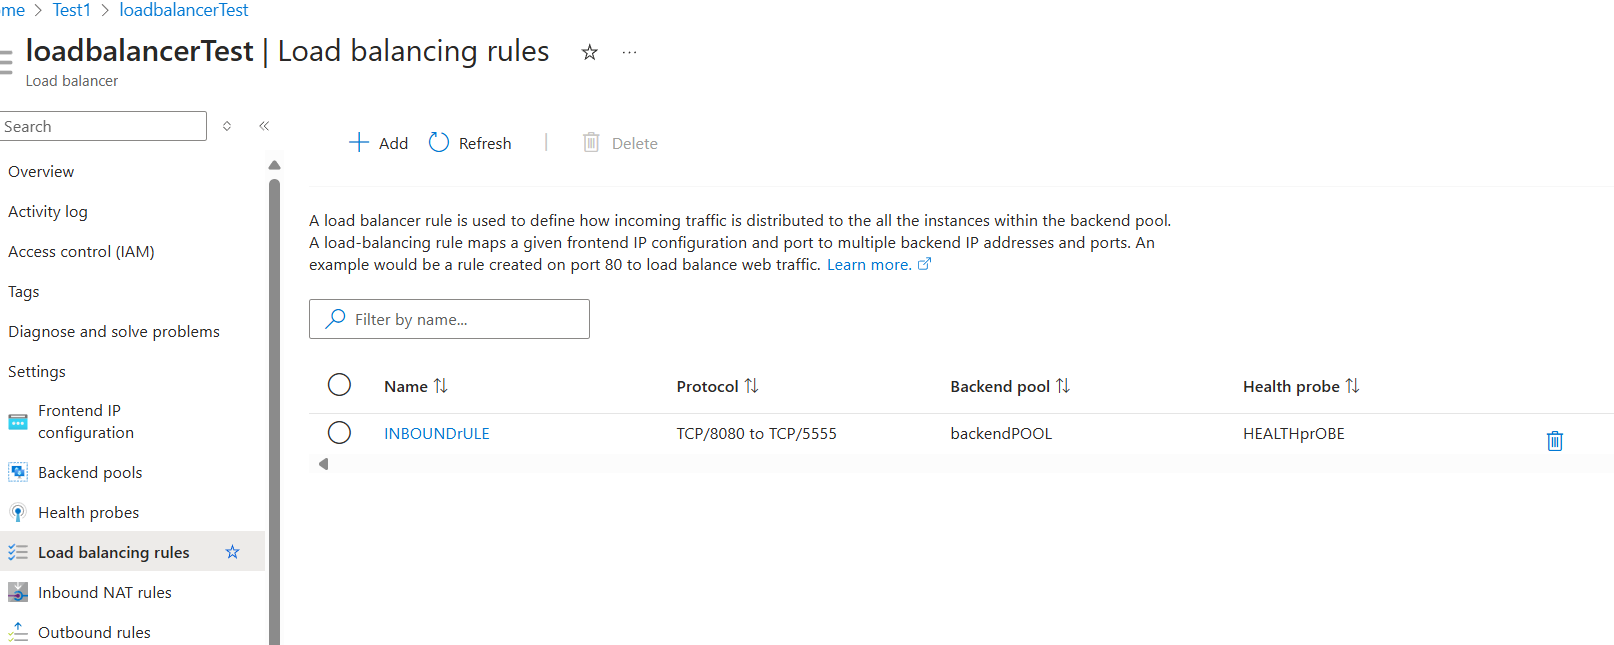 me > Test1 > loadbalancerTest
loadbalancerTest | Load balancing rules ...
Load balancer
Search
Add Refresh | Delete
Overview
Activity log
Access control (IAM)
Tags
Diagnose and solve problems
Settings
Frontend IP
configuration
Backend pools
Health probes
Load balancing rules
Inbound NAT rules
Outbound rules
A load balancer rule is used to define how incoming traffic is distributed to the all the instances within the backend pool.
A load-balancing rule maps a given frontend IP configuration and port to multiple backend IP addresses and ports. An
example would be a rule created on port 80 to load balance web traffic. Learn more.
Filter by name...
Name Protocol Backend pool Health probe
INBOUNDrULE TCP/8080 to TCP/5555 backendPOOL HEALTHprOBE